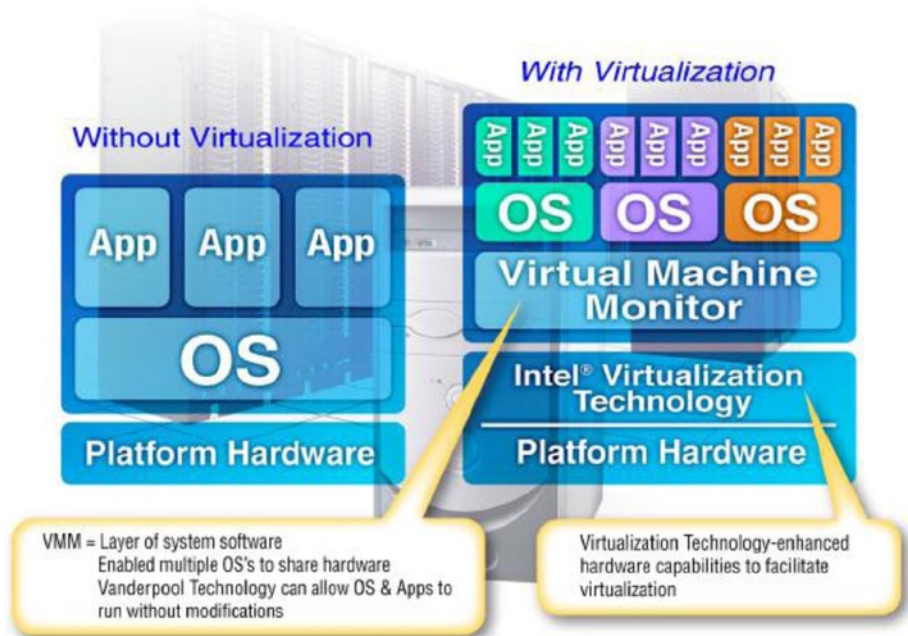 Without Virtualization
App App App
OS
Platform Hardware
With Virtualization
App App App App App App App App App
OS OS OS
Virtual Machine
Monitor
Intel® Virtualization
Technology
Platform Hardware
VMM = Layer of system software
Enabled multiple OS's to share hardware
Vanderpool Technology can allow OS & Apps to
run without modifications
Virtualization Technology-enhanced
hardware capabilities to facilitate
virtualization